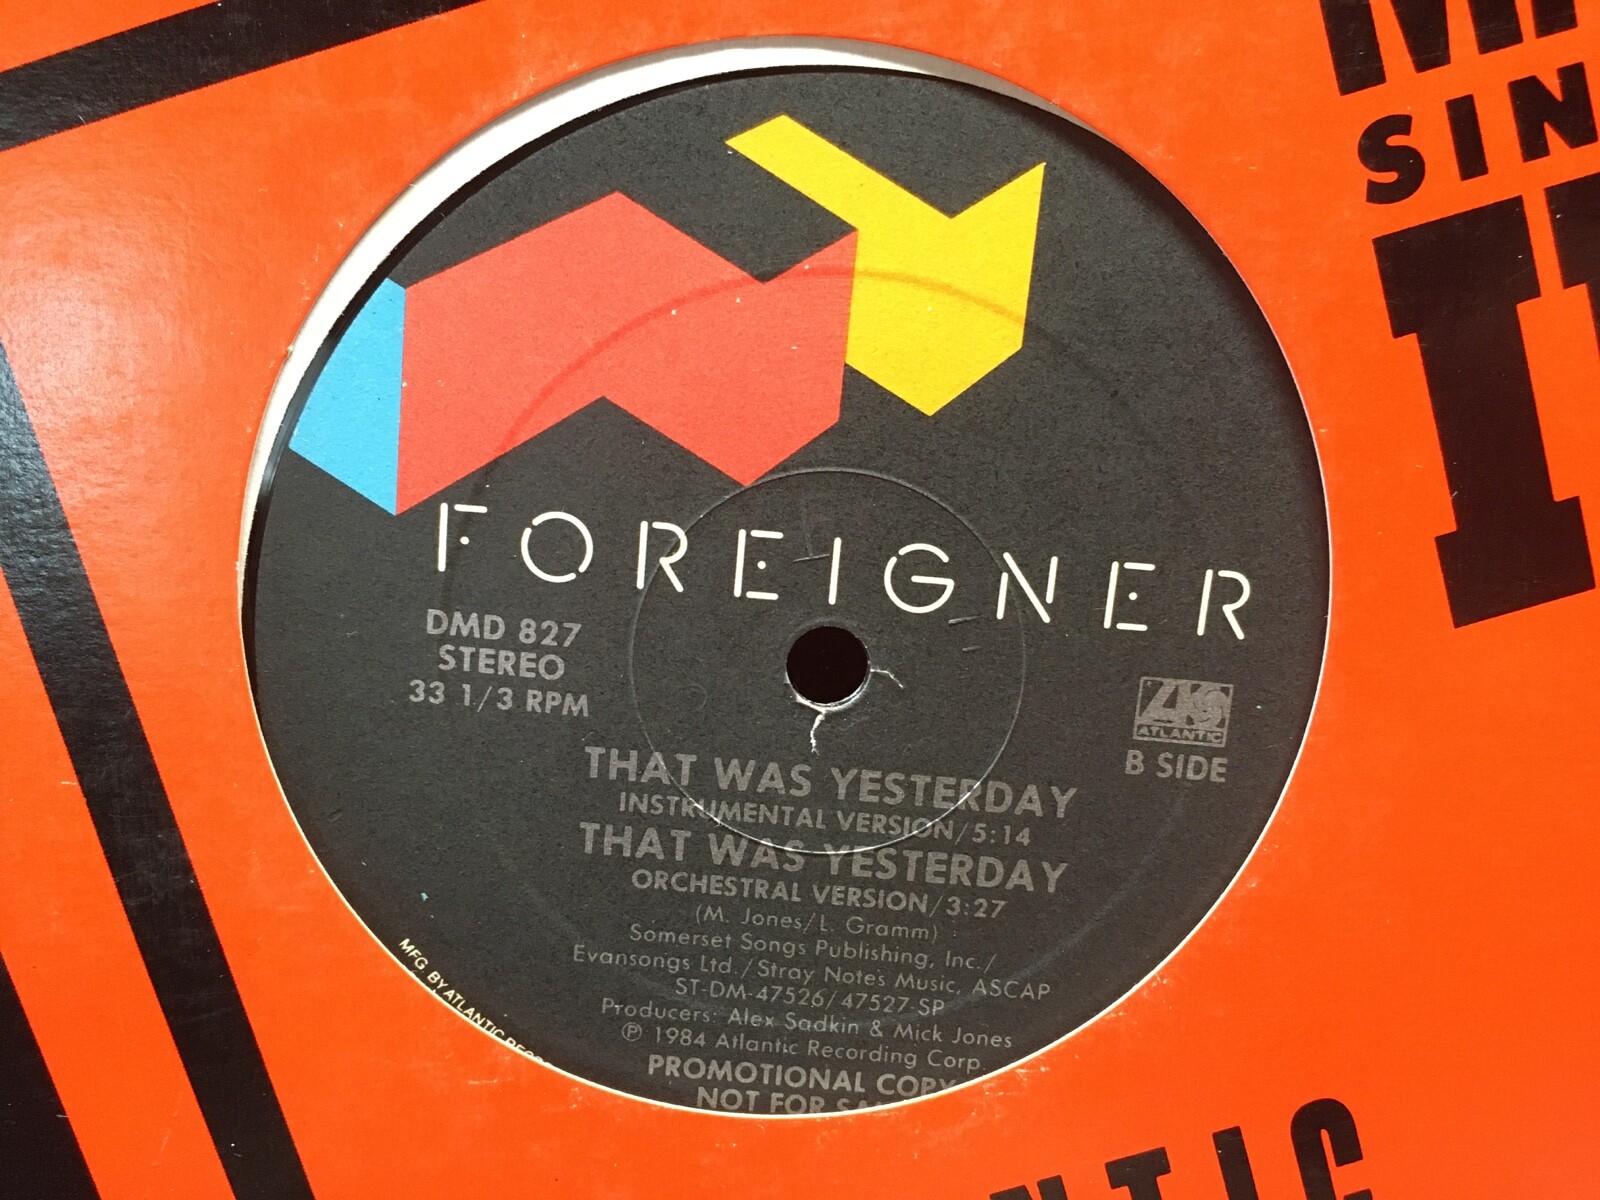 SIN
FOREIGNER
DMD 827
STEREO
33 1/3 RPM
ATLANTIC
B SIDE
THAT WAS YESTERDAY
INSTRUMENTAL VERSION/5:14
THAT WAS YESTERDAY
ORCHESTRAL VERSION/3:27
(M. Jones/L. Gramm)
Somerset Songs Publishing, Inc./
Evansongs Ltd./Stray Notes Music, ASCAP
ST-DM-47526/47527-SP
Producers: Alex Sadkin & Mick Jones
℗ 1984 Atlantic Recording Corp.
PROMOTIONAL COPY
NOT FOR SA
MFG. BY ATLANTIC RECO
NTIC